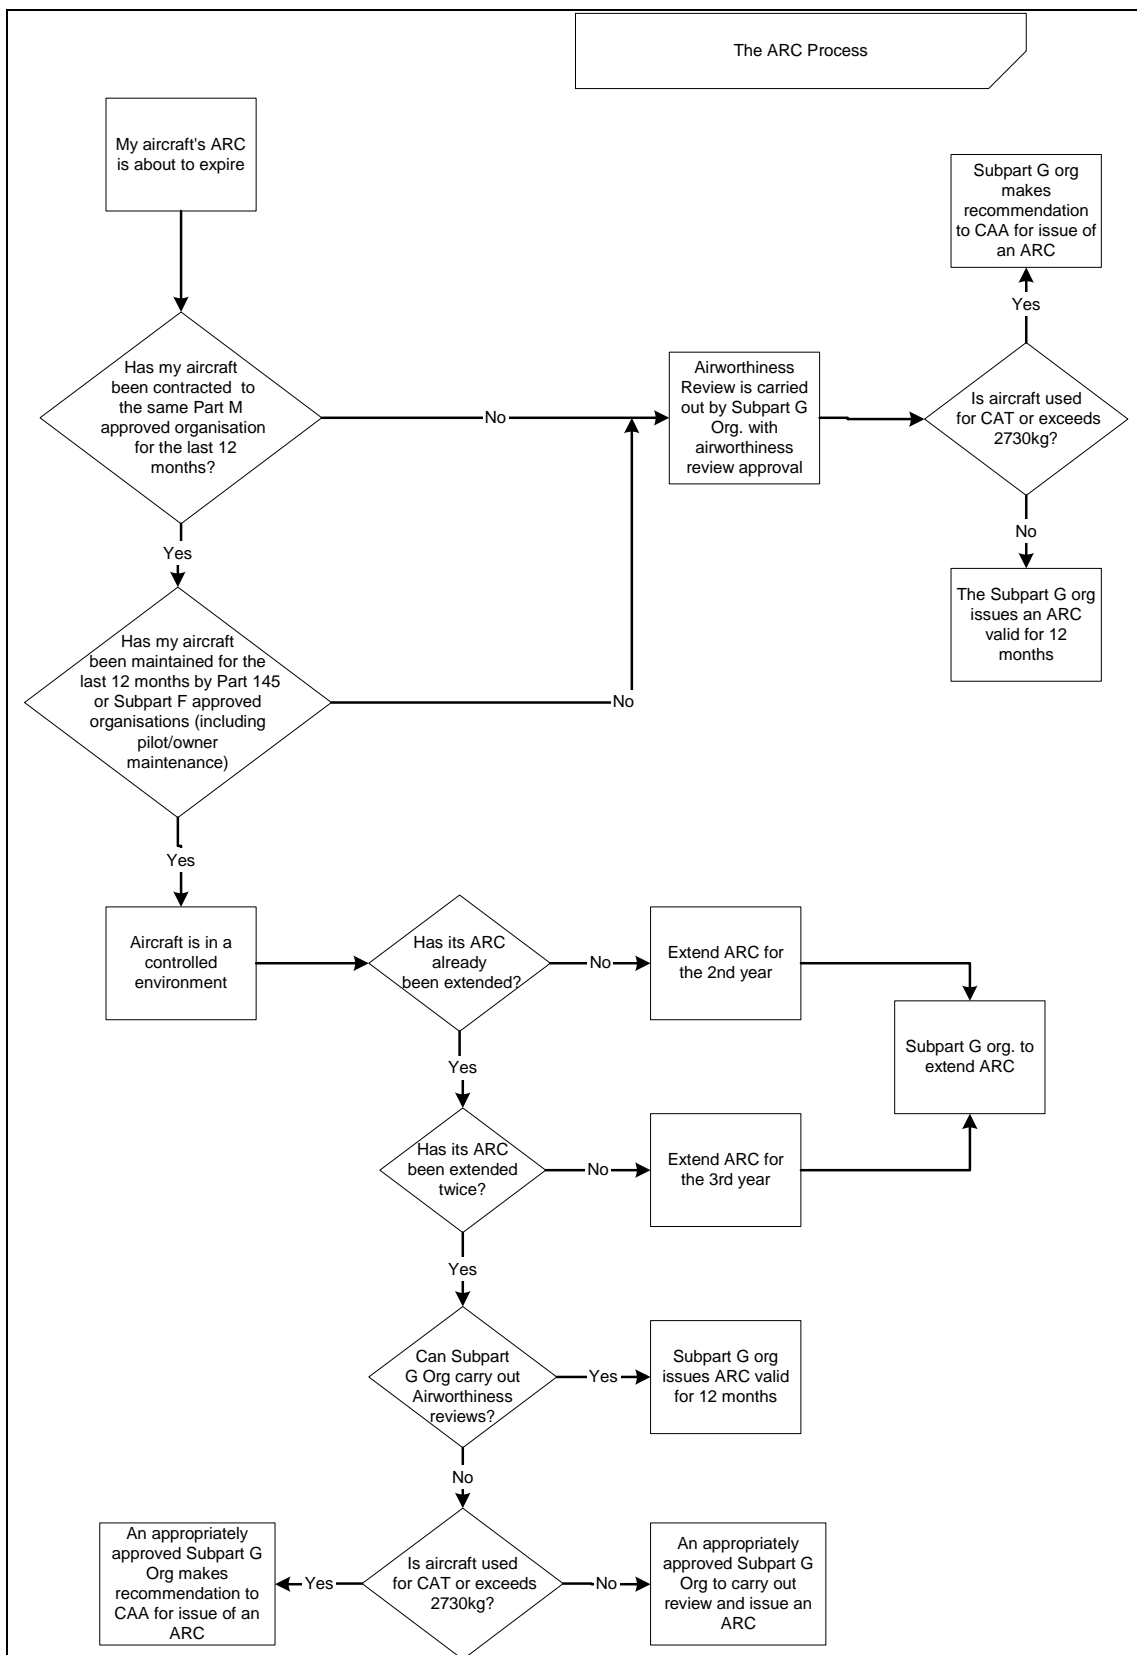 The ARC Process
My aircraft's ARC
is about to expire
Subpart G org
makes
recommendation
to CAA for issue of
an ARC
Yes
Has my aircraft
been contracted to
the same Part M
approved organisation
for the last 12
months?
No
Airworthiness
Review is carried
out by Subpart G
Org. with
airworthiness
review approval
Is aircraft used
for CAT or exceeds
2730kg?
No
The Subpart G org
issues an ARC
valid for 12
months
Yes
Has my aircraft
been maintained for the
last 12 months by Part 145
or Subpart F approved
organisations (including
pilot/owner
maintenance)
No
Yes
Aircraft is in a
controlled
environment
Has its ARC
already
been extended?
No
Extend ARC for
the 2nd year
Subpart G org. to
extend ARC
Yes
Has its ARC
been extended
twice?
No
Extend ARC for
the 3rd year
Yes
Can Subpart
G Org carry out
Airworthiness
reviews?
Yes
Subpart G org
issues ARC valid
for 12 months
No
An appropriately
approved Subpart G
Org makes
recommendation to
CAA for issue of an
ARC
Yes
Is aircraft used
for CAT or exceeds
2730kg?
No
An appropriately
approved Subpart G
Org to carry out
review and issue an
ARC